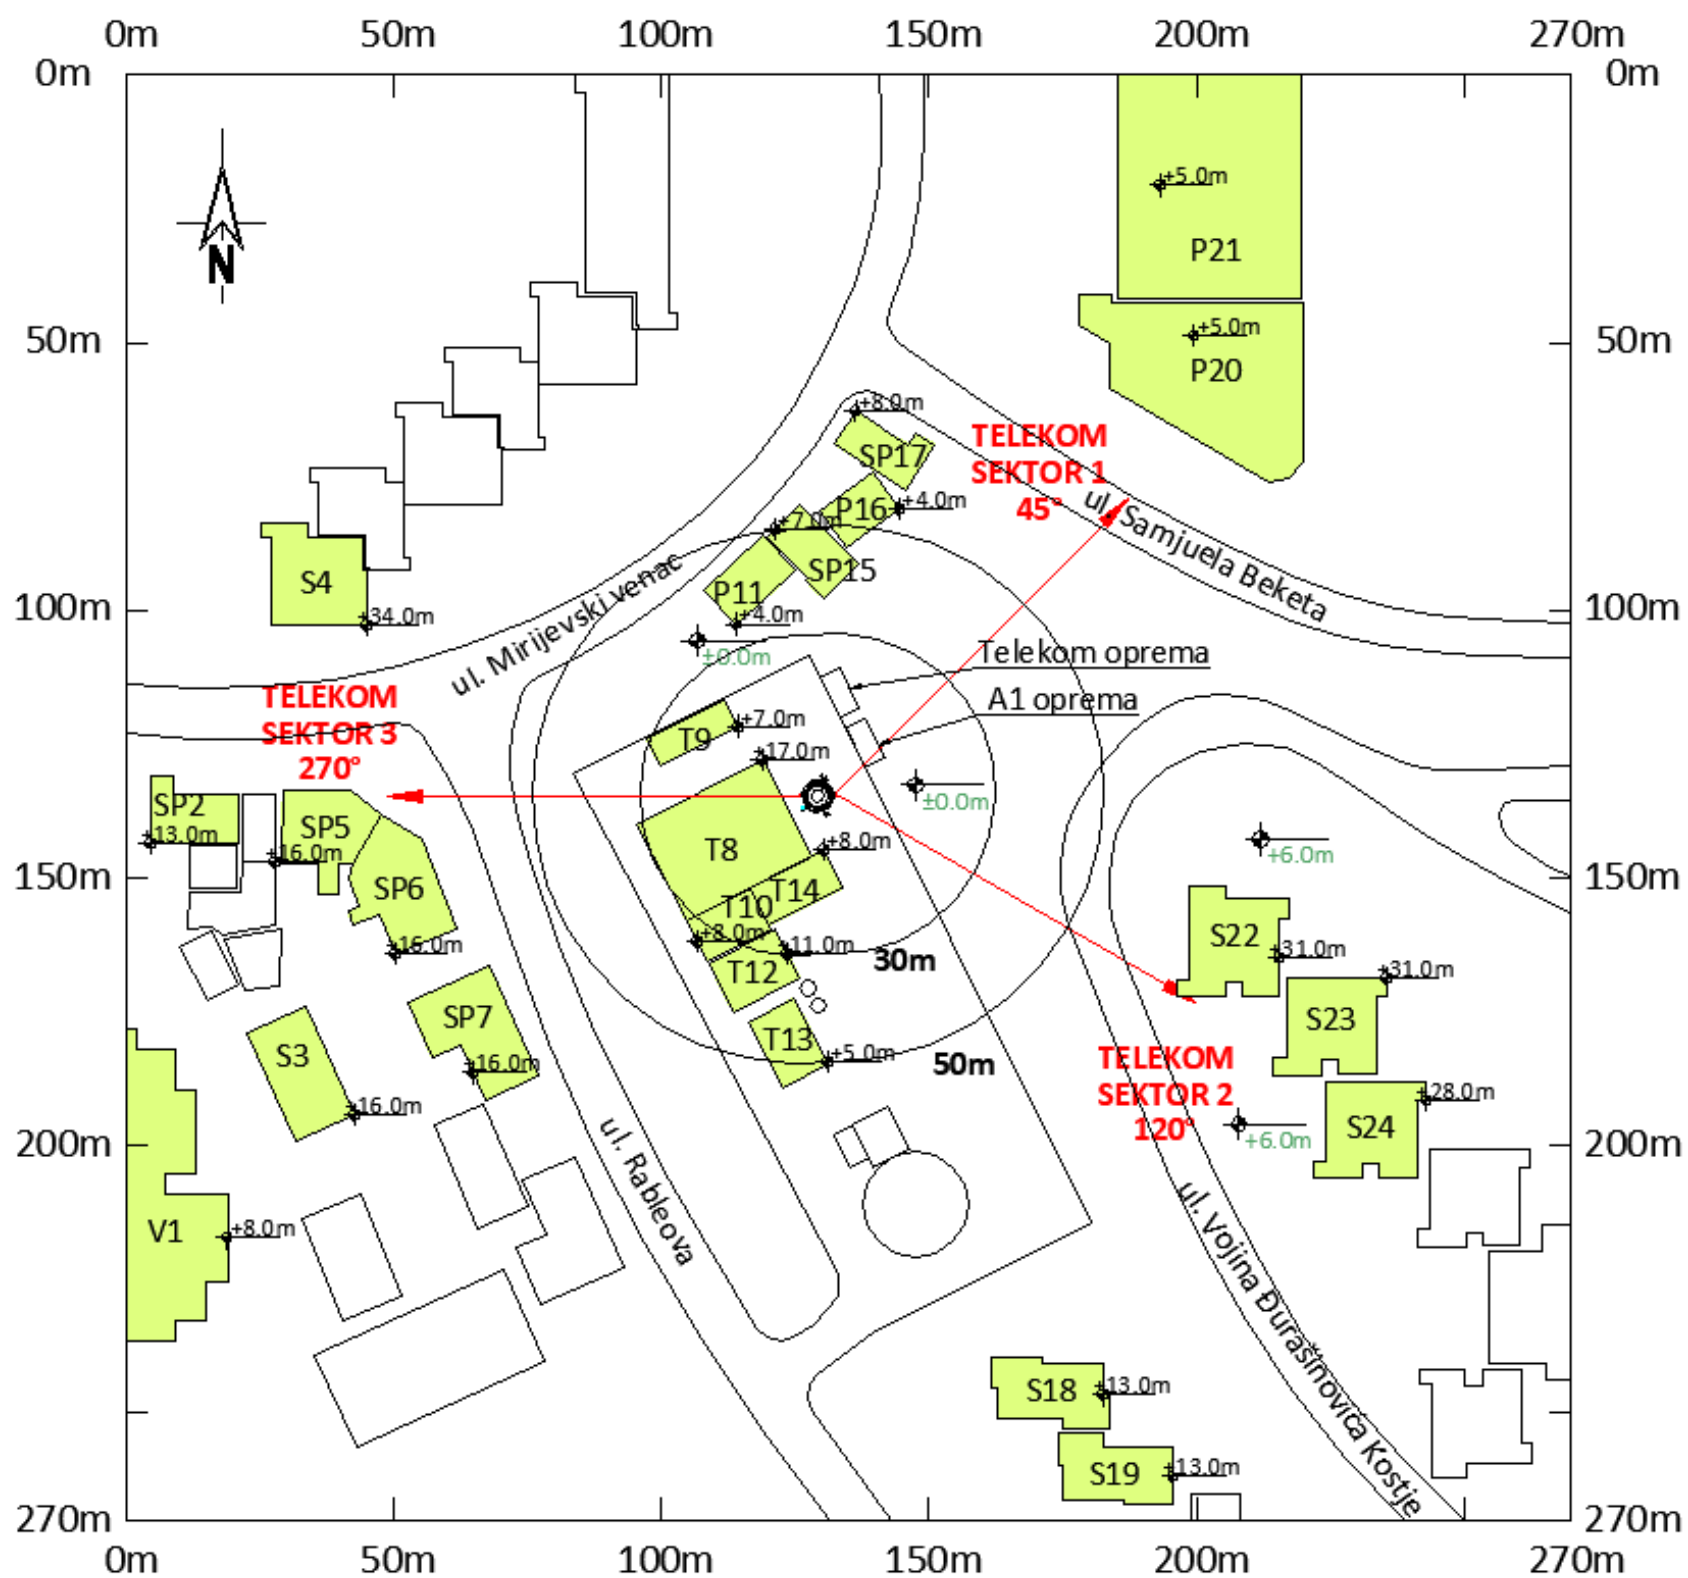 0m 50m 100m 150m 200m 270m
0m 0m
+5.0m
P21
N
+5.0m
50m 50m
P20
+8.0m
TELEKOM
SEKTOR 1
45°
SP17
ul. Samjuela Beketa
P16
+4.0m
+7.0m
SP15
S4
P11
100m 100m
+34.0m
+4.0m
ul. Mirijevski venac
±0.0m
Telekom oprema
A1 oprema
TELEKOM
SEKTOR 3
270°
+7.0m
T9
+17.0m
±0.0m
SP2
+13.0m
SP5
+16.0m
T8
+8.0m
+6.0m
150m 150m
SP6
T14
T10
+8.0m
+16.0m
+11.0m
30m
T12
S22
+31.0m
+31.0m
SP7
S23
S3
T13
+5.0m
50m
+16.0m
TELEKOM
SEKTOR 2
120°
+16.0m
+28.0m
S24
+6.0m
200m 200m
ul. Rableova
V1
+8.0m
ul. Vojina Đurašinovića Kostje
S18
+13.0m
S19
+13.0m
270m 270m
0m 50m 100m 150m 200m 270m